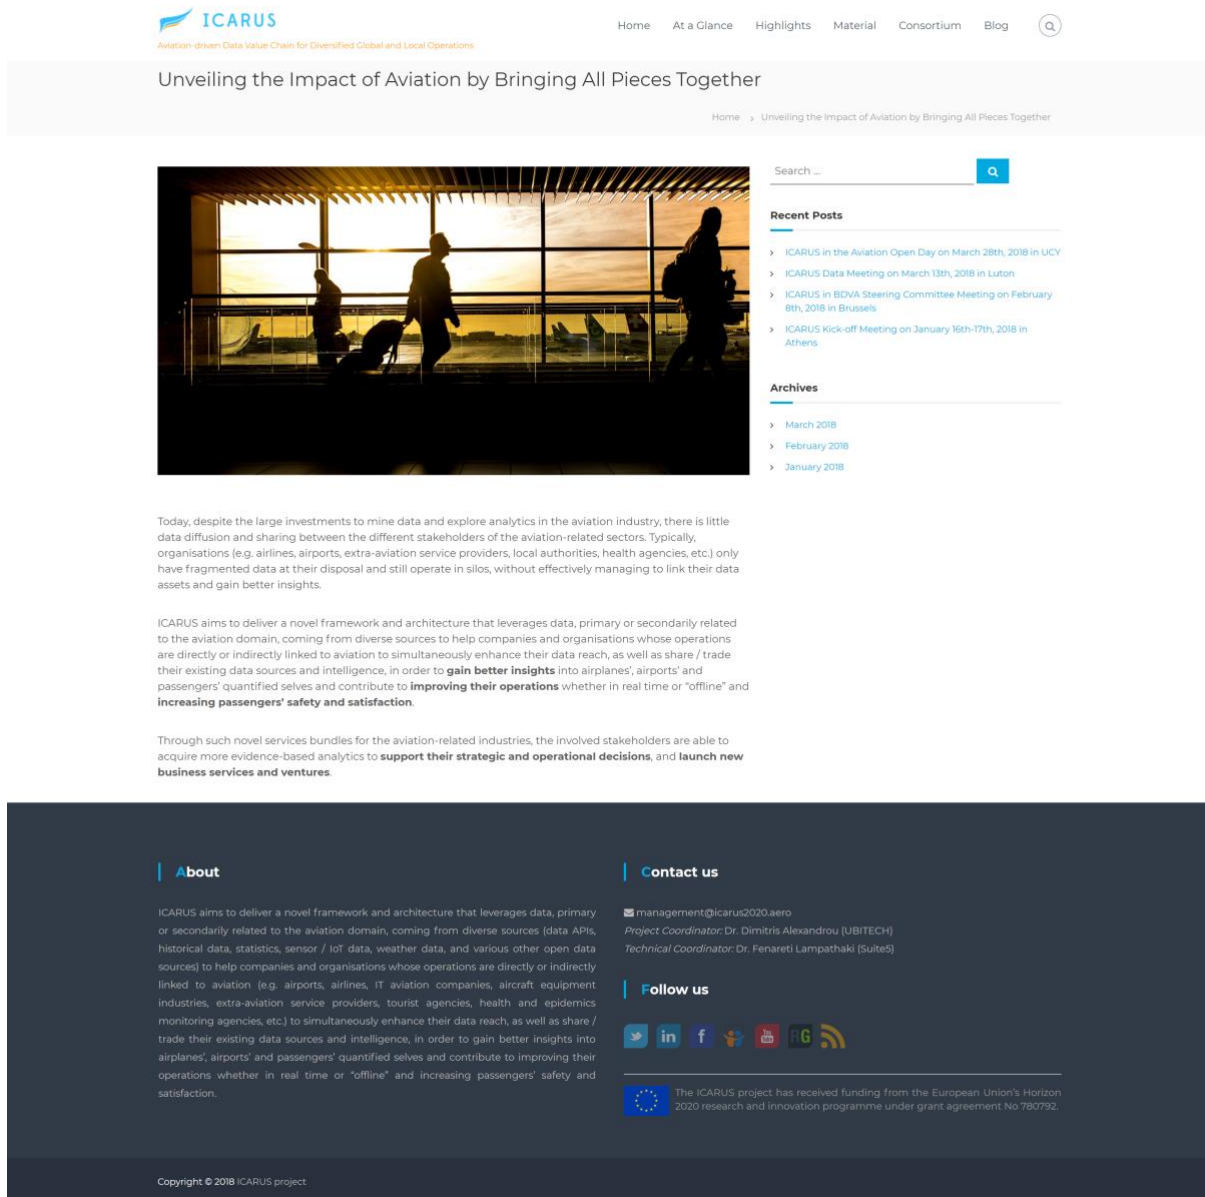 ICARUS
Aviation-driven Data Value Chain for Diversified Global and Local Operations
Home At a Glance Highlights Material Consortium Blog
Unveiling the Impact of Aviation by Bringing All Pieces Together
Home › Unveiling the Impact of Aviation by Bringing All Pieces Together
Search ...
Recent Posts
› ICARUS in the Aviation Open Day on March 28th, 2018 in UCY
› ICARUS Data Meeting on March 13th, 2018 in Luton
› ICARUS in BDVA Steering Committee Meeting on February
8th, 2018 in Brussels
› ICARUS Kick-off Meeting on January 16th-17th, 2018 in
Athens
Archives
› March 2018
› February 2018
› January 2018
Today, despite the large investments to mine data and explore analytics in the aviation industry, there is little
data diffusion and sharing between the different stakeholders of the aviation-related sectors. Typically,
organisations (e.g. airlines, airports, extra-aviation service providers, local authorities, health agencies, etc.) only
have fragmented data at their disposal and still operate in silos, without effectively managing to link their data
assets and gain better insights.
ICARUS aims to deliver a novel framework and architecture that leverages data, primary or secondarily related
to the aviation domain, coming from diverse sources to help companies and organisations whose operations
are directly or indirectly linked to aviation to simultaneously enhance their data reach, as well as share / trade
their existing data sources and intelligence, in order to gain better insights into airplanes’, airports’ and
passengers’ quantified selves and contribute to improving their operations whether in real time or “offline” and
increasing passengers’ safety and satisfaction.
Through such novel services bundles for the aviation-related industries, the involved stakeholders are able to
acquire more evidence-based analytics to support their strategic and operational decisions, and launch new
business services and ventures.
About
ICARUS aims to deliver a novel framework and architecture that leverages data, primary
or secondarily related to the aviation domain, coming from diverse sources (data APIs,
historical data, statistics, sensor / IoT data, weather data, and various other open data
sources) to help companies and organisations whose operations are directly or indirectly
linked to aviation (e.g. airports, airlines, IT aviation companies, aircraft equipment
industries, extra-aviation service providers, tourist agencies, health and epidemics
monitoring agencies, etc.) to simultaneously enhance their data reach, as well as share /
trade their existing data sources and intelligence, in order to gain better insights into
airplanes’, airports’ and passengers’ quantified selves and contribute to improving their
operations whether in real time or “offline” and increasing passengers’ safety and
satisfaction.
Contact us
management@icarus2020.aero
Project Coordinator: Dr. Dimitris Alexandrou (UBITECH)
Technical Coordinator: Dr. Fenareti Lampathaki (Suite5)
Follow us
in f You RG
The ICARUS project has received funding from the European Union’s Horizon
2020 research and innovation programme under grant agreement No 780792.
Copyright © 2018 ICARUS project